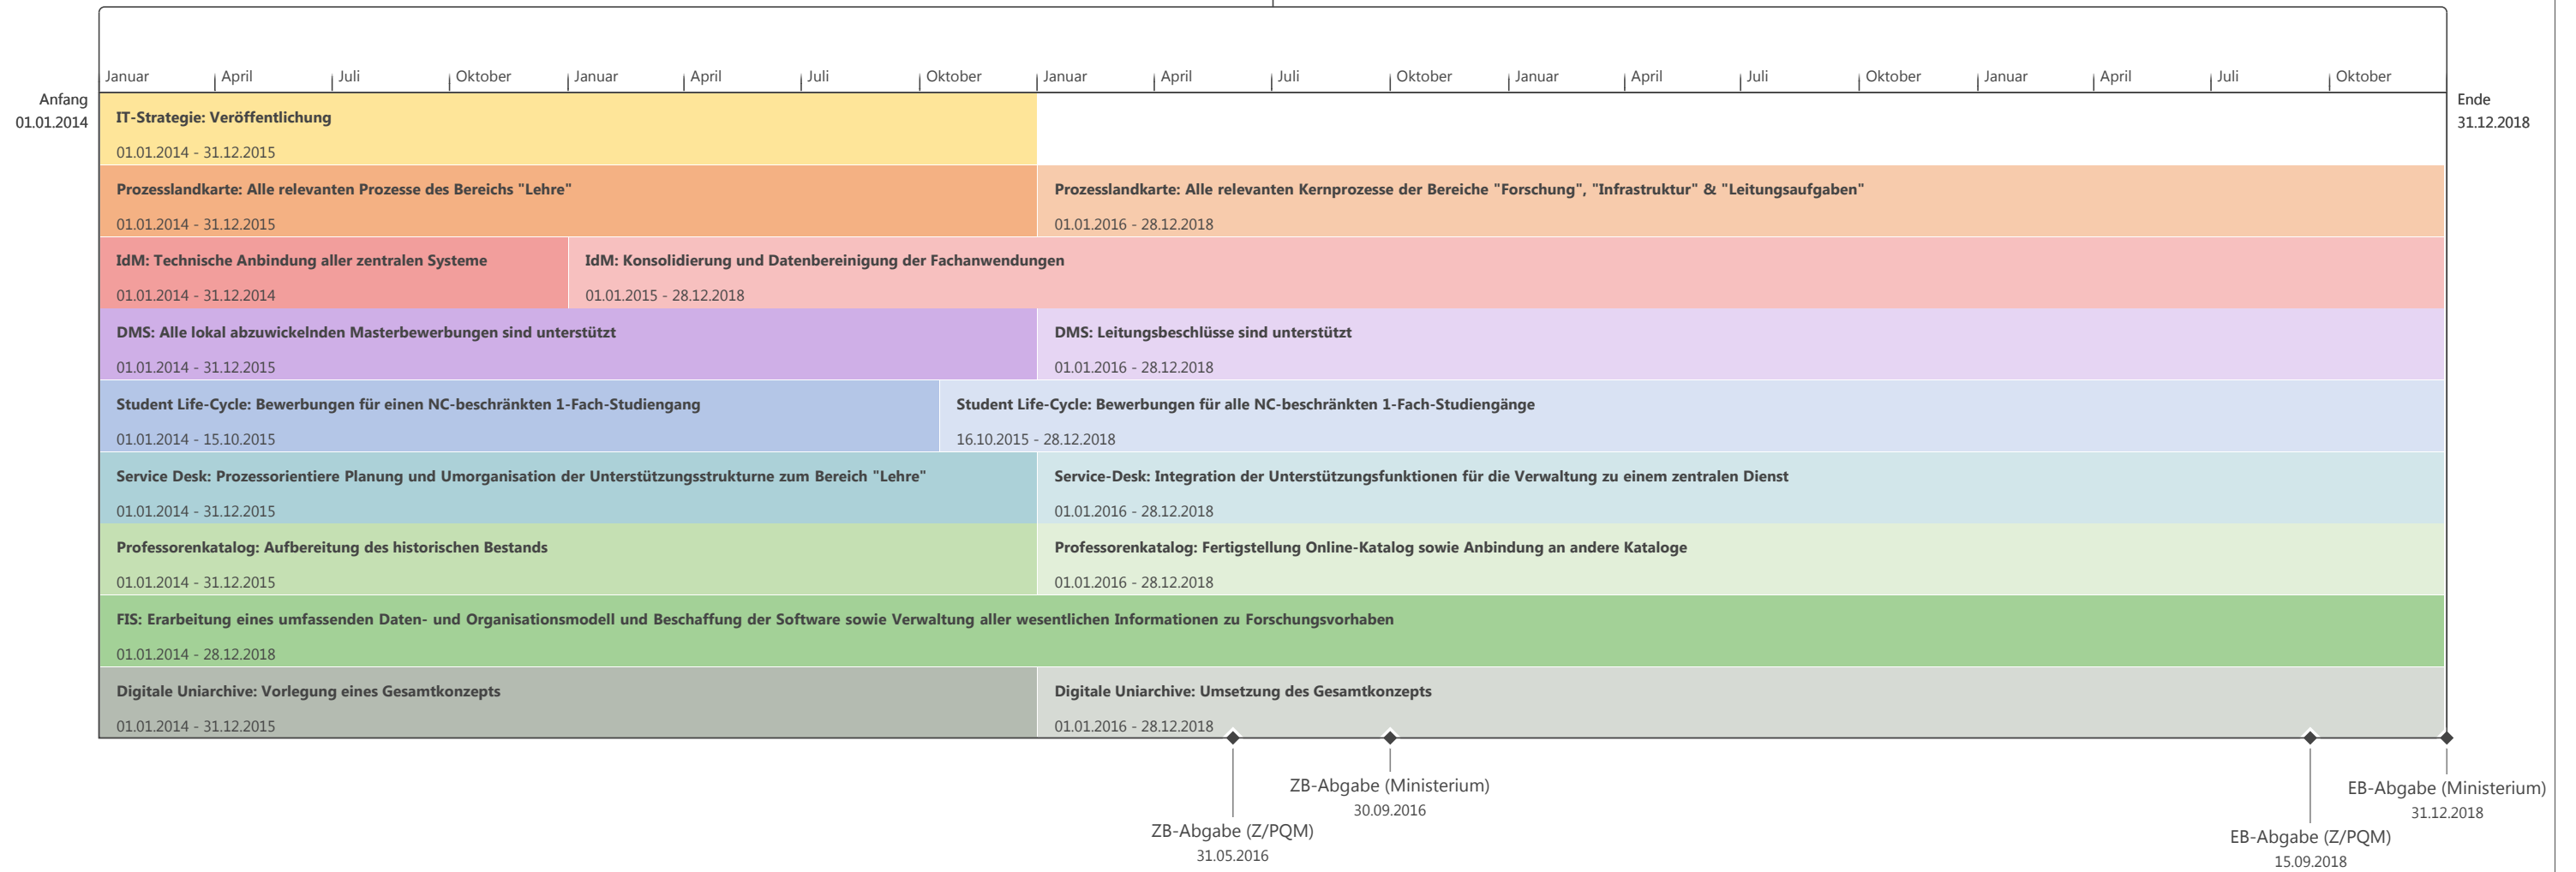 Januar April Juli Oktober Januar April Juli Oktober Januar April Juli Oktober Januar April Juli Oktober Januar April Juli Oktober
Anfang
01.01.2014
Ende
31.12.2018
IT-Strategie: Veröffentlichung
01.01.2014 - 31.12.2015
Prozesslandkarte: Alle relevanten Prozesse des Bereichs "Lehre"
01.01.2014 - 31.12.2015
Prozesslandkarte: Alle relevanten Kernprozesse der Bereiche "Forschung", "Infrastruktur" & "Leitungsaufgaben"
01.01.2016 - 28.12.2018
IdM: Technische Anbindung aller zentralen Systeme
01.01.2014 - 31.12.2014
IdM: Konsolidierung und Datenbereinigung der Fachanwendungen
01.01.2015 - 28.12.2018
DMS: Alle lokal abzuwickelnden Masterbewerbungen sind unterstützt
01.01.2014 - 31.12.2015
DMS: Leitungsbeschlüsse sind unterstützt
01.01.2016 - 28.12.2018
Student Life-Cycle: Bewerbungen für einen NC-beschränkten 1-Fach-Studiengang
01.01.2014 - 15.10.2015
Student Life-Cycle: Bewerbungen für alle NC-beschränkten 1-Fach-Studiengänge
16.10.2015 - 28.12.2018
Service Desk: Prozessorientiere Planung und Umorganisation der Unterstützungsstrukturne zum Bereich "Lehre"
01.01.2014 - 31.12.2015
Service-Desk: Integration der Unterstützungsfunktionen für die Verwaltung zu einem zentralen Dienst
01.01.2016 - 28.12.2018
Professorenkatalog: Aufbereitung des historischen Bestands
01.01.2014 - 31.12.2015
Professorenkatalog: Fertigstellung Online-Katalog sowie Anbindung an andere Kataloge
01.01.2016 - 28.12.2018
FIS: Erarbeitung eines umfassenden Daten- und Organisationsmodell und Beschaffung der Software sowie Verwaltung aller wesentlichen Informationen zu Forschungsvorhaben
01.01.2014 - 28.12.2018
Digitale Uniarchive: Vorlegung eines Gesamtkonzepts
01.01.2014 - 31.12.2015
Digitale Uniarchive: Umsetzung des Gesamtkonzepts
01.01.2016 - 28.12.2018
ZB-Abgabe (Z/PQM)
31.05.2016
ZB-Abgabe (Ministerium)
30.09.2016
EB-Abgabe (Z/PQM)
15.09.2018
EB-Abgabe (Ministerium)
31.12.2018